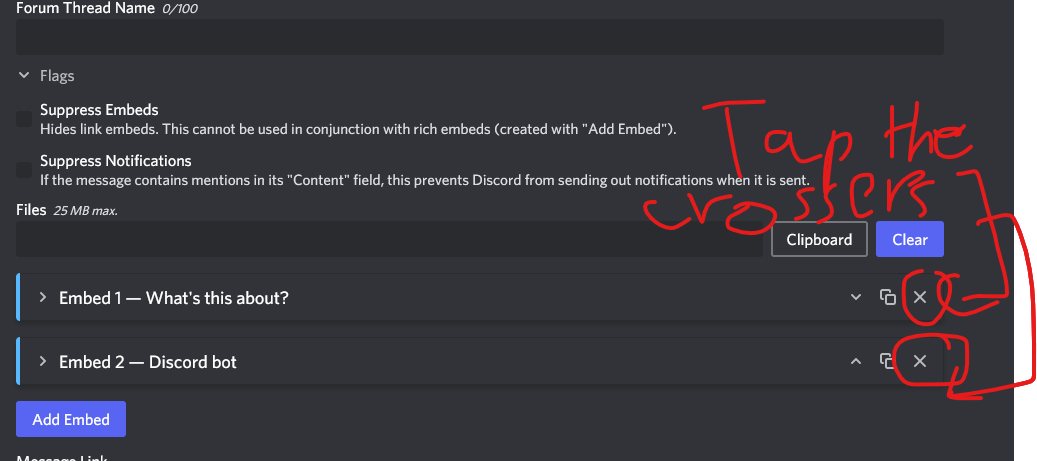 Forum Thread Name 0/100
Flags
Suppress Embeds
Hides link embeds. This cannot be used in conjunction with rich embeds (created with "Add Embed").
Suppress Notifications
If the message contains mentions in its "Content" field, this prevents Discord from sending out notifications when it is sent.
Tap the
crossers
Files 25 MB max.
Clipboard Clear
Embed 1 — What's this about?
Embed 2 — Discord bot
Add Embed
Message Link